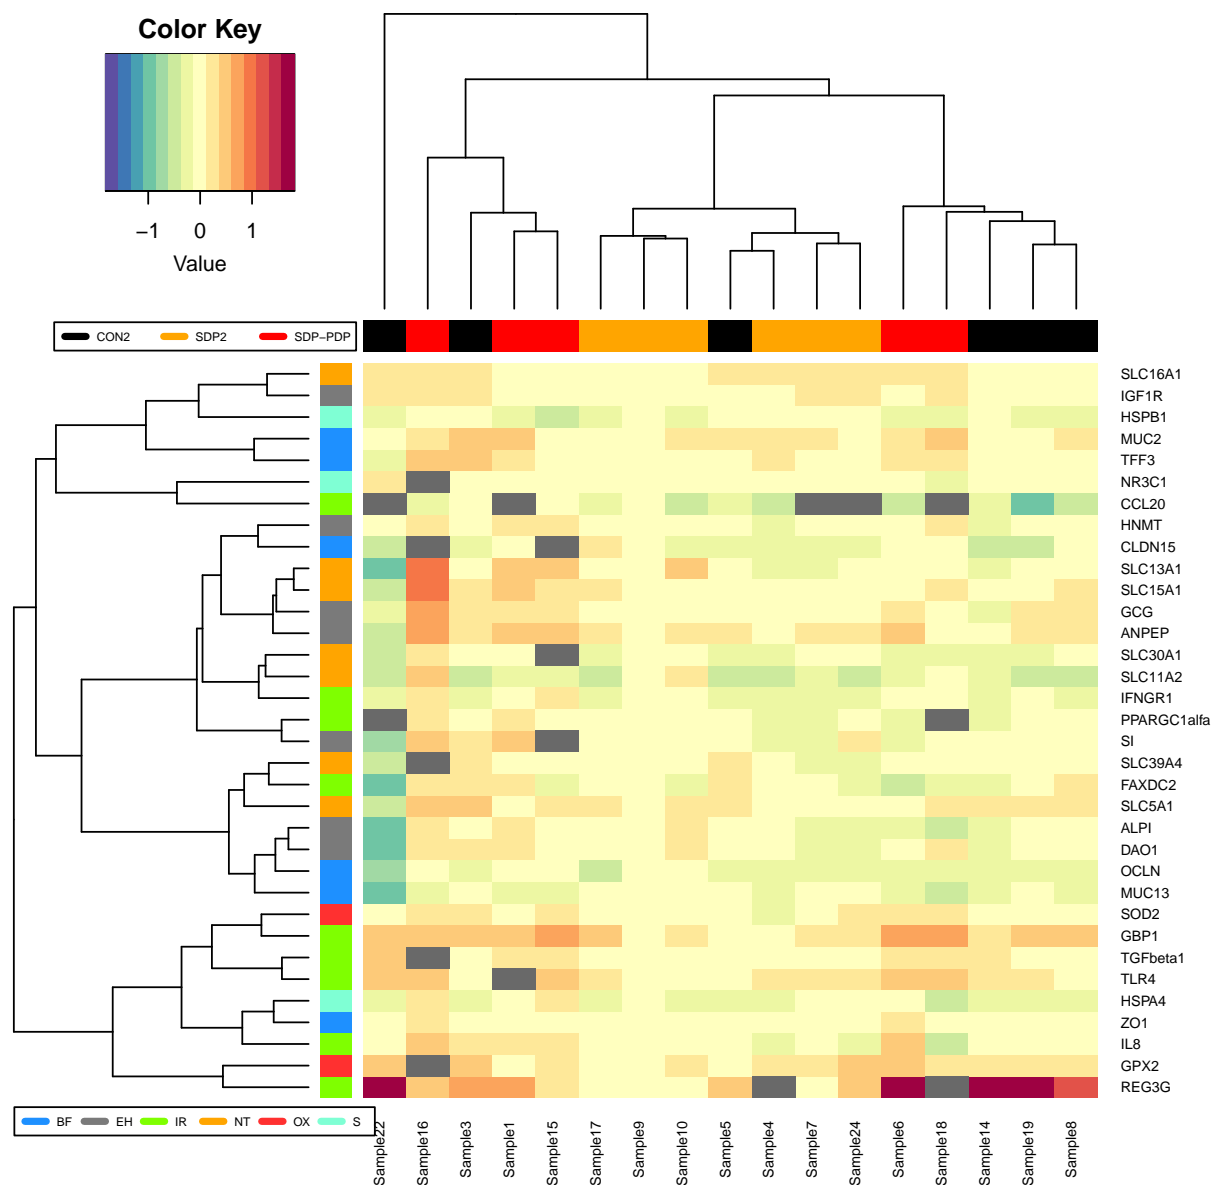 Color Key
−1 0 1
Value
CON2 SDP2 SDP−PDP
SLC16A1
IGF1R
HSPB1
MUC2
TFF3
NR3C1
CCL20
HNMT
CLDN15
SLC13A1
SLC15A1
GCG
ANPEP
SLC30A1
SLC11A2
IFNGR1
PPARGC1alfa
SI
SLC39A4
FAXDC2
SLC5A1
ALPI
DAO1
OCLN
MUC13
SOD2
GBP1
TGFbeta1
TLR4
HSPA4
ZO1
IL8
GPX2
REG3G
BF EH IR NT OX S
Sample22
Sample16
Sample3
Sample1
Sample15
Sample17
Sample9
Sample10
Sample5
Sample4
Sample7
Sample24
Sample6
Sample18
Sample14
Sample19
Sample8